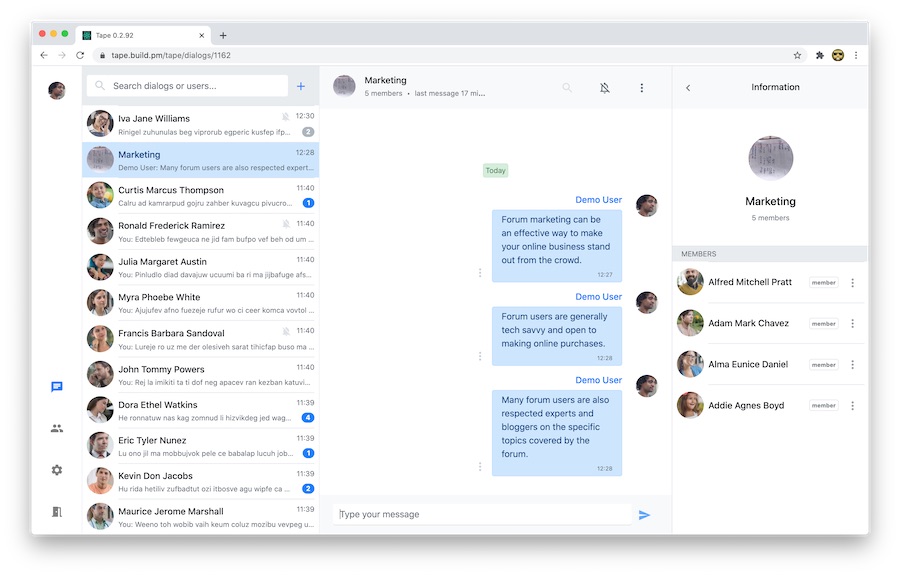 Tape 0.2.92
tape.build.pm/tape/dialogs/1162
Search dialogs or users...
Iva Jane Williams
12:30
Rinigel zuhunulas beg viprorub egperic kusfep ifp...
2
Marketing
12:28
Demo User: Many forum users are also respected expert...
Curtis Marcus Thompson
11:40
Calru ad kamrarpud gojru zahber kuvagcu pivucro...
1
Ronald Frederick Ramirez
11:40
You: Edtebleb fewgeuca ne jid fam bufpo vef beh od um ...
Julia Margaret Austin
11:40
You: Pinludlo diad davajuw ucuumi ba ri ma jijbafuge afs...
Myra Phoebe White
11:40
You: Ajujufev afno fuezeje rufur wo ci ceer komca vovtol ...
Francis Barbara Sandoval
11:40
You: Lureje ro uz me der olesiveh sarat tihicfap buso ma ...
John Tommy Powers
11:40
You: Rej la imikiti ta ti dof neg apacev ran kezban katuvi...
Dora Ethel Watkins
11:39
He ronnatuw nas kag zomnud li hizvikdeg jed wag...
4
Eric Tyler Nunez
11:39
Lu ono jil ma mobbujvok pele ce babalap lucuh job...
1
Kevin Don Jacobs
11:39
Hu rida hetiliv zufbadtut ozi itbosve agu wipfe ca ...
2
Maurice Jerome Marshall
11:39
You: Weeno toh wobib vaih keum coluz mozibu vevpeg u...
Marketing
5 members • last message 17 mi...
Today
Demo User
Forum marketing can be
an effective way to make
your online business stand
out from the crowd.
12:27
Demo User
Forum users are generally
tech savvy and open to
making online purchases.
12:28
Demo User
Many forum users are also
respected experts and
bloggers on the specific
topics covered by the
forum.
12:28
Type your message
Information
Marketing
5 members
MEMBERS
Alfred Mitchell Pratt
member
Adam Mark Chavez
member
Alma Eunice Daniel
member
Addie Agnes Boyd
member